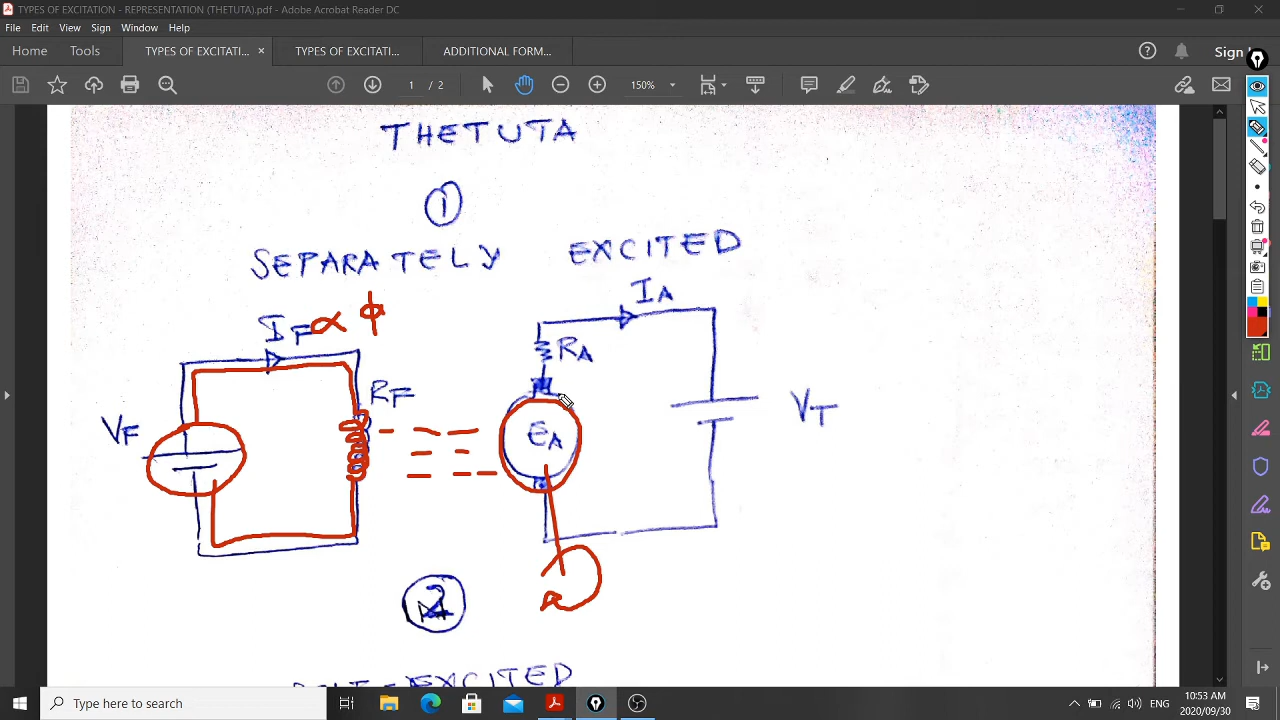 TYPES OF EXCITATION - REPRESENTATION (THETUTA).pdf - Adobe Acrobat Reader DC
File Edit View Sign Window Help
Home Tools TYPES OF EXCITATI... × TYPES OF EXCITATI... ADDITIONAL FORM... Sign
1 / 2 150%
THETUTA
1
SEPARATELY EXCITED
IF α ϕ
IA
RA
RF
VF
EA
VT
2
EXCITED
Type here to search
10:53 AM
ENG
2020/09/30